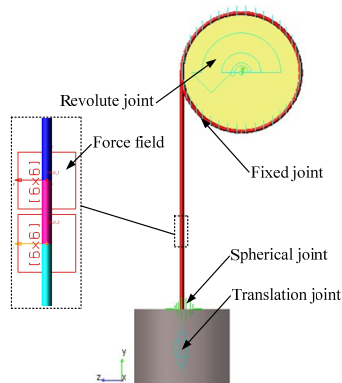 Revolute joint
Force field
Fixed joint
[6×6]
[6×6]
Spherical joint
Translation joint
y
z
x